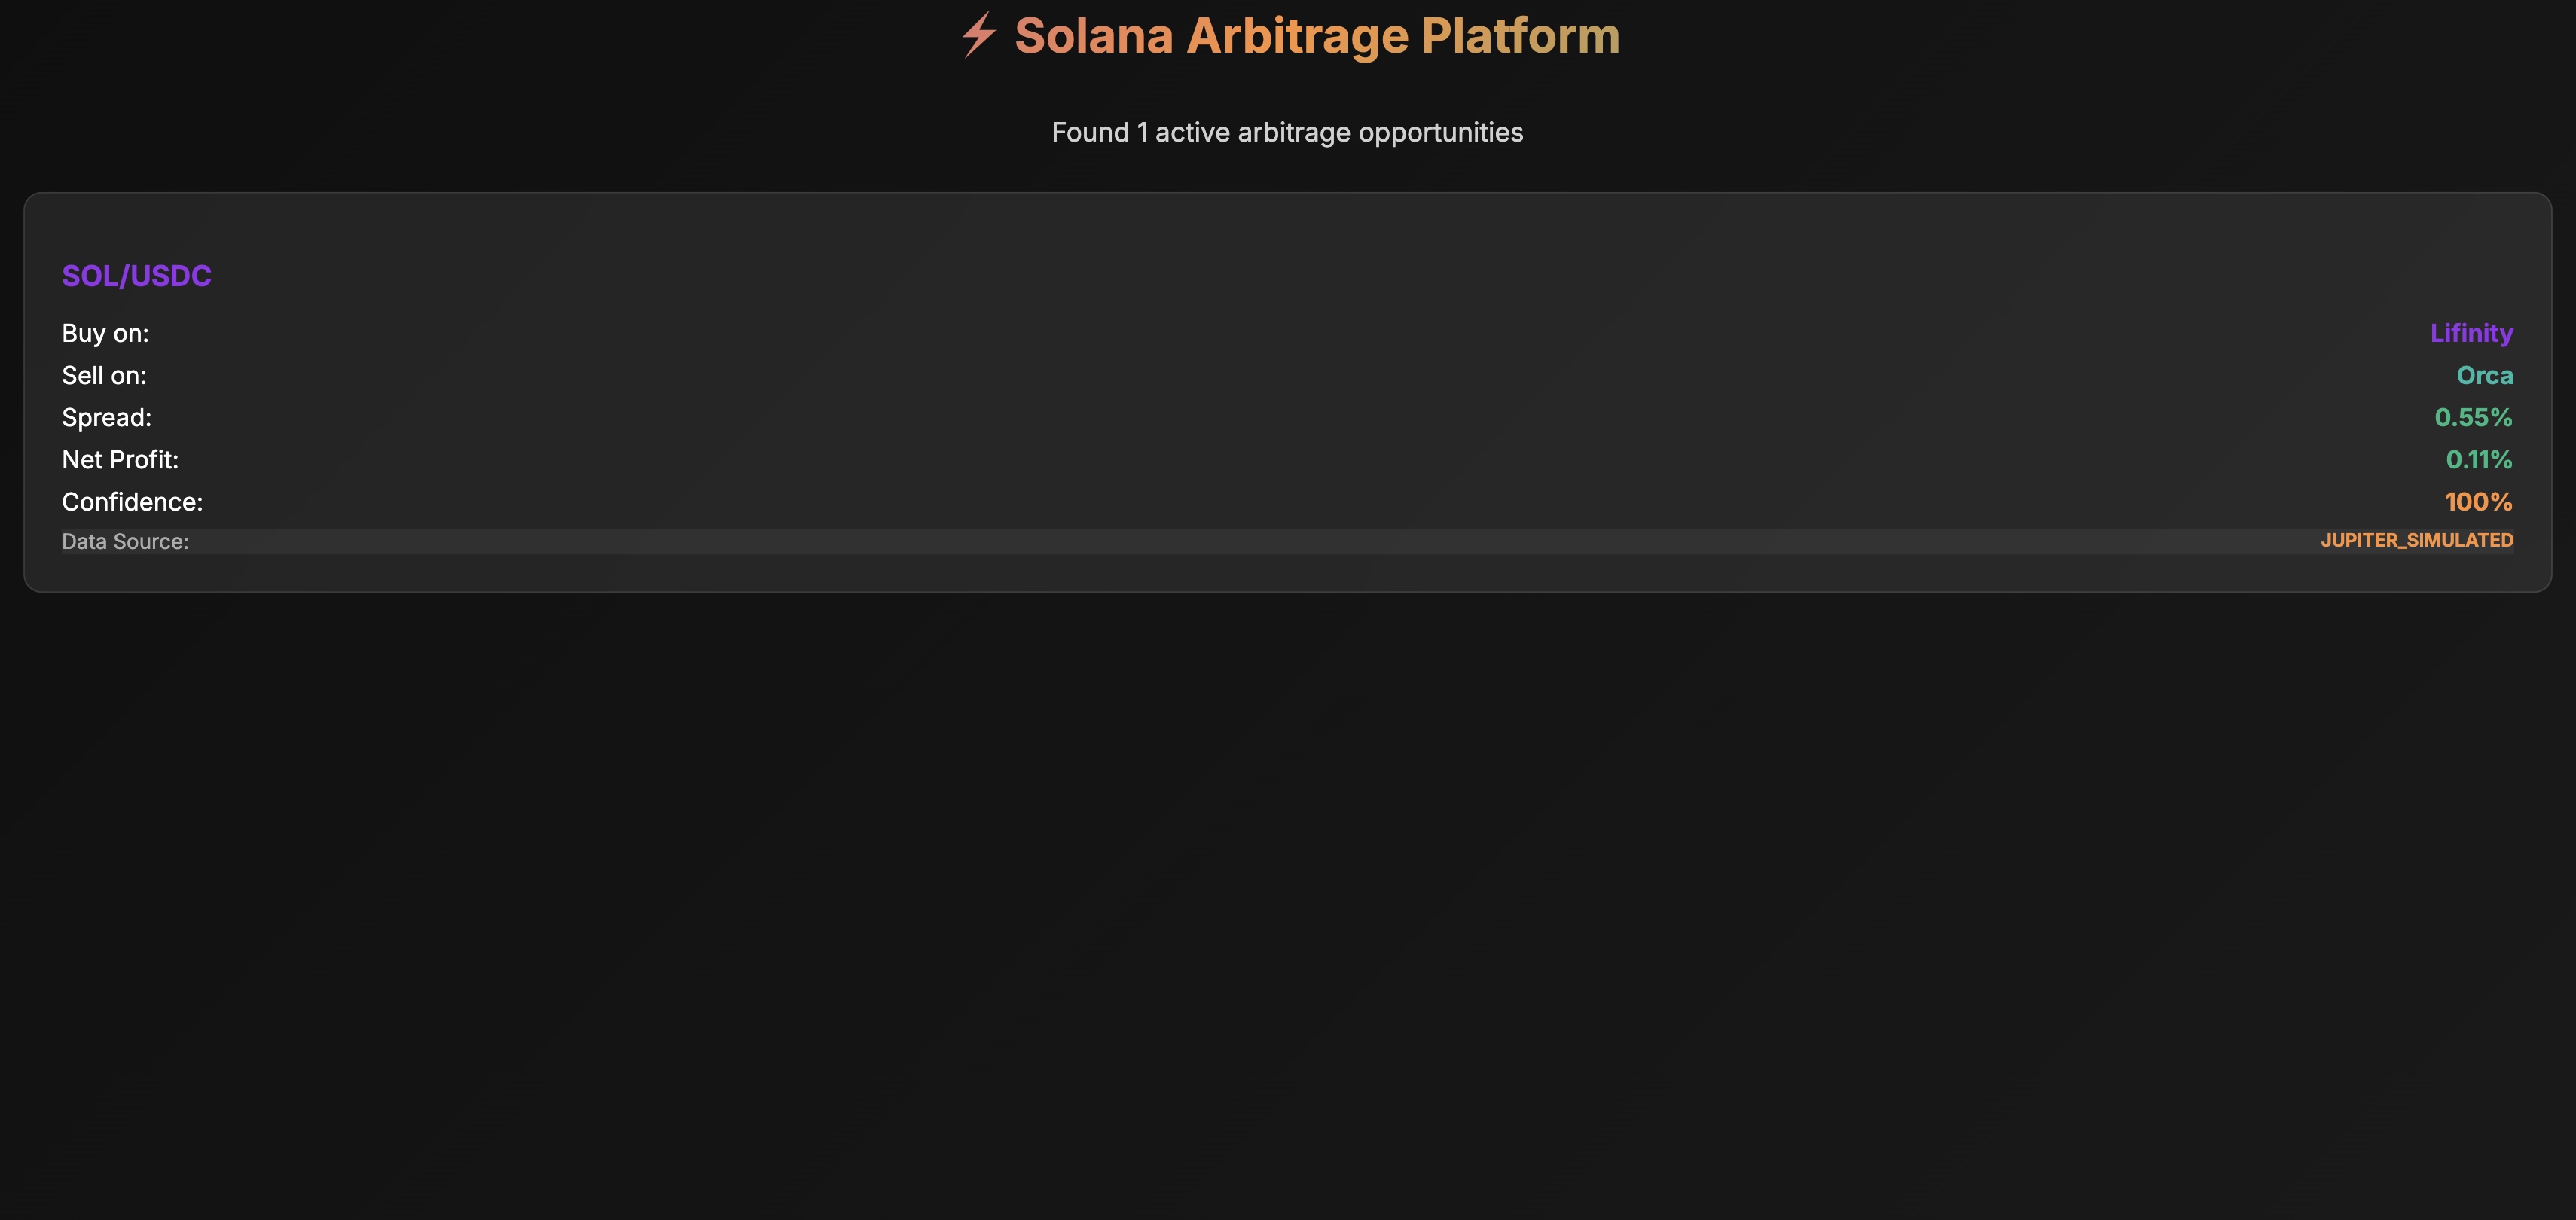 ⚡ Solana Arbitrage Platform
Found 1 active arbitrage opportunities
SOL/USDC
Buy on: Lifinity
Sell on: Orca
Spread: 0.55%
Net Profit: 0.11%
Confidence: 100%
Data Source: JUPITER_SIMULATED